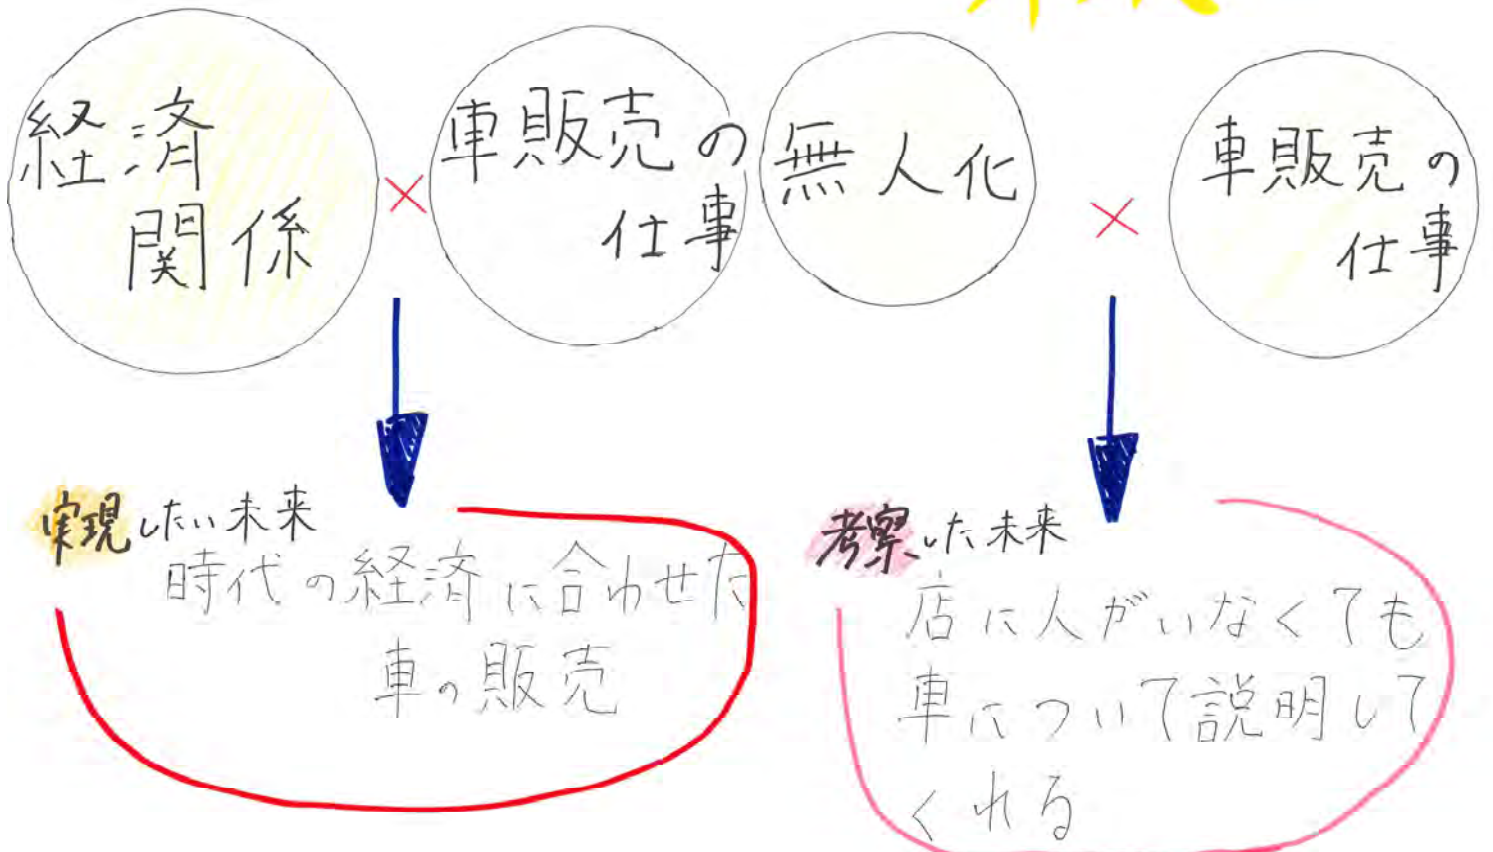 経済
関係
×
車販売の
仕事
無人化
×
車販売の
仕事
実現したい未来
時代の経済に合わせた
車の販売
考察した未来
店に人がいなくても
車について説明して
くれる